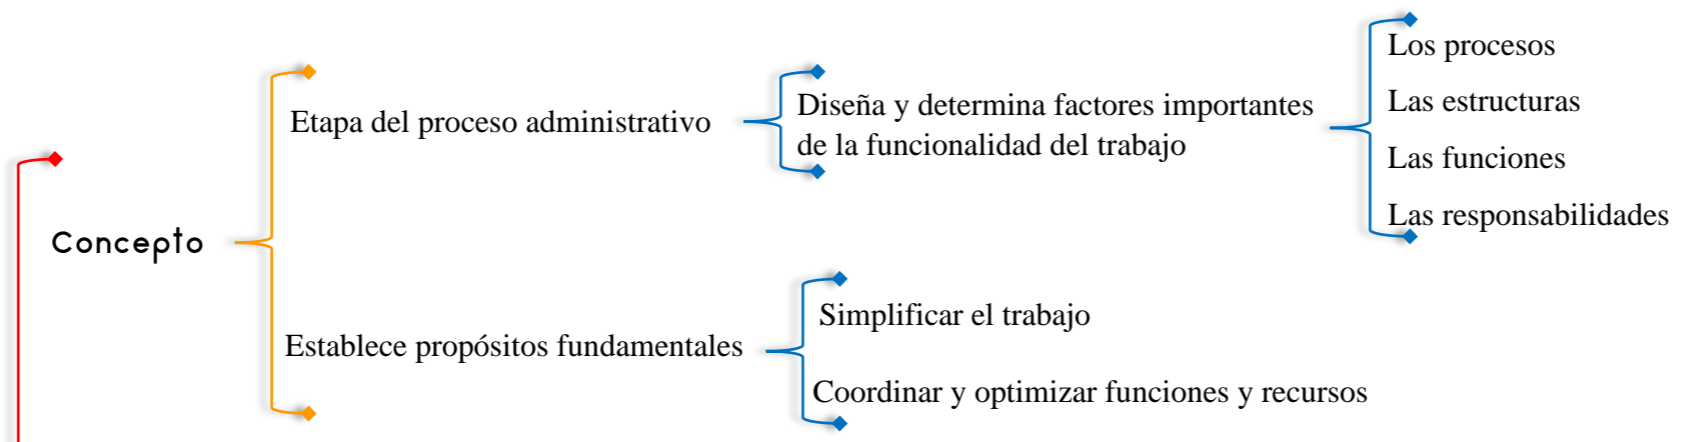 Concepto
Etapa del proceso administrativo
Diseña y determina factores importantes
de la funcionalidad del trabajo
Los procesos
Las estructuras
Las funciones
Las responsabilidades
Establece propósitos fundamentales
Simplificar el trabajo
Coordinar y optimizar funciones y recursos